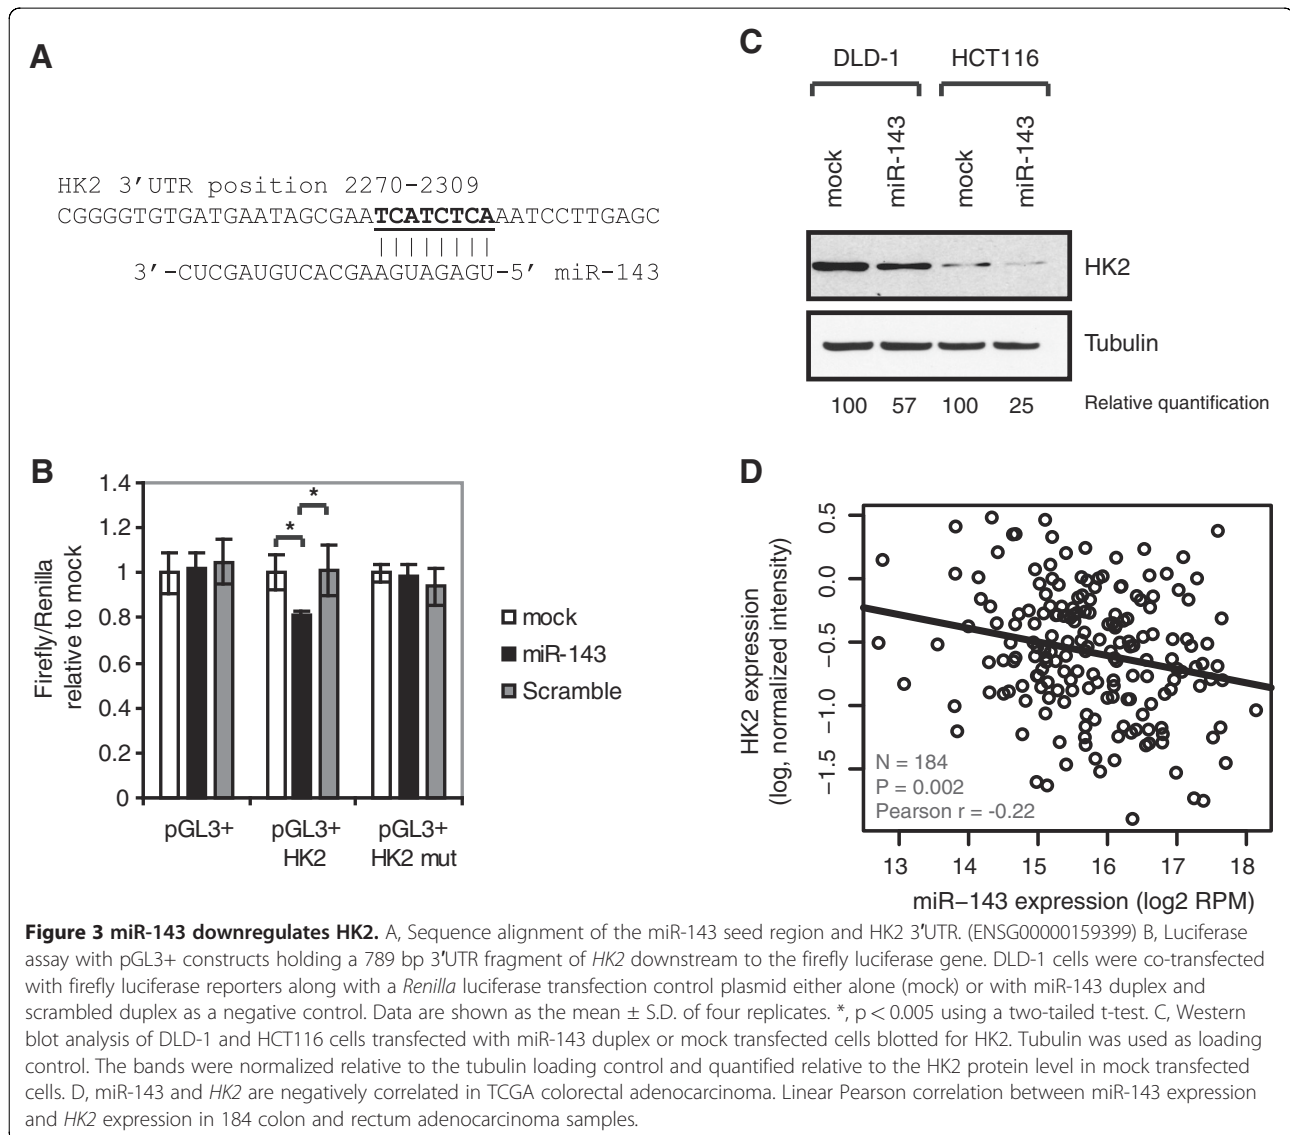 A
HK2 3′UTR position 2270-2309
CGGGGTGTGATGAATAGCGAATCATCTCAAATCCTTGAGC
3′-CUCGAUGUCACGAAGUAGAGU-5′ miR-143
B
Firefly/Renilla
relative to mock
1.4
1.2
1
0.8
0.6
0.4
0.2
0
*
*
pGL3+
pGL3+
HK2
pGL3+
HK2 mut
mock
miR-143
Scramble
C
DLD-1
HCT116
mock
miR-143
mock
miR-143
HK2
Tubulin
100 57 100 25 Relative quantification
D
HK2 expression
(log, normalized intensity)
0.5
0.0
−0.5
−1.0
−1.5
N = 184
P = 0.002
Pearson r = -0.22
13 14 15 16 17 18
miR−143 expression (log2 RPM)
Figure 3 miR-143 downregulates HK2. A, Sequence alignment of the miR-143 seed region and HK2 3′UTR. (ENSG00000159399) B, Luciferase
assay with pGL3+ constructs holding a 789 bp 3′UTR fragment of HK2 downstream to the firefly luciferase gene. DLD-1 cells were co-transfected
with firefly luciferase reporters along with a Renilla luciferase transfection control plasmid either alone (mock) or with miR-143 duplex and
scrambled duplex as a negative control. Data are shown as the mean ± S.D. of four replicates. *, p < 0.005 using a two-tailed t-test. C, Western
blot analysis of DLD-1 and HCT116 cells transfected with miR-143 duplex or mock transfected cells blotted for HK2. Tubulin was used as loading
control. The bands were normalized relative to the tubulin loading control and quantified relative to the HK2 protein level in mock transfected
cells. D, miR-143 and HK2 are negatively correlated in TCGA colorectal adenocarcinoma. Linear Pearson correlation between miR-143 expression
and HK2 expression in 184 colon and rectum adenocarcinoma samples.